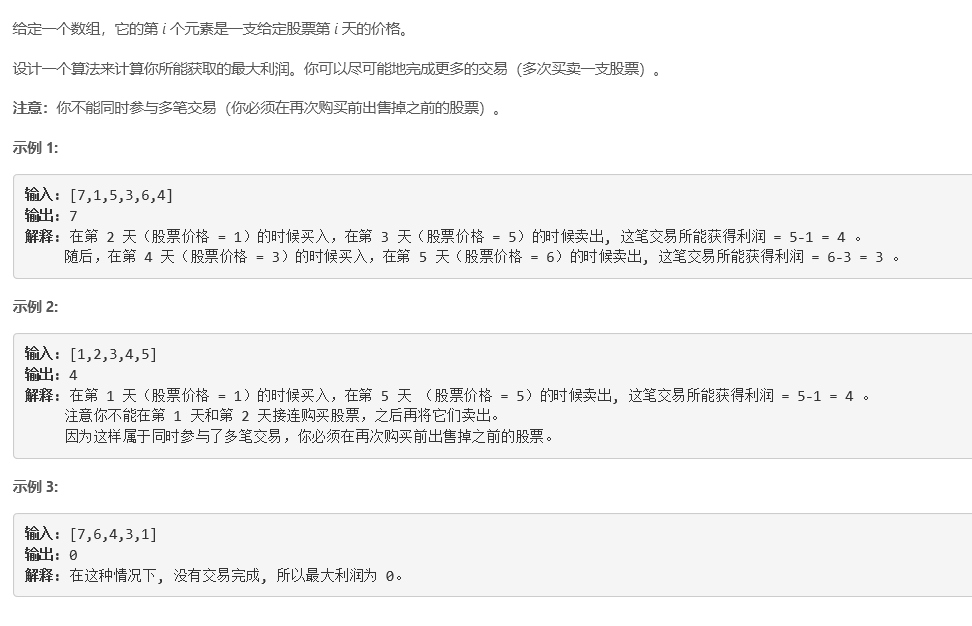 给定一个数组，它的第 i 个元素是一支给定股票第 i 天的价格。
设计一个算法来计算你所能获取的最大利润。你可以尽可能地完成更多的交易（多次买卖一支股票）。
注意：你不能同时参与多笔交易（你必须在再次购买前出售掉之前的股票）。
示例 1:
输入: [7,1,5,3,6,4]
输出: 7
解释: 在第 2 天（股票价格 = 1）的时候买入，在第 3 天（股票价格 = 5）的时候卖出, 这笔交易所能获得利润 = 5-1 = 4 。
随后，在第 4 天（股票价格 = 3）的时候买入，在第 5 天（股票价格 = 6）的时候卖出, 这笔交易所能获得利润 = 6-3 = 3 。
示例 2:
输入: [1,2,3,4,5]
输出: 4
解释: 在第 1 天（股票价格 = 1）的时候买入，在第 5 天 （股票价格 = 5）的时候卖出, 这笔交易所能获得利润 = 5-1 = 4 。
注意你不能在第 1 天和第 2 天接连购买股票，之后再将它们卖出。
因为这样属于同时参与了多笔交易，你必须在再次购买前出售掉之前的股票。
示例 3:
输入: [7,6,4,3,1]
输出: 0
解释: 在这种情况下, 没有交易完成, 所以最大利润为 0。